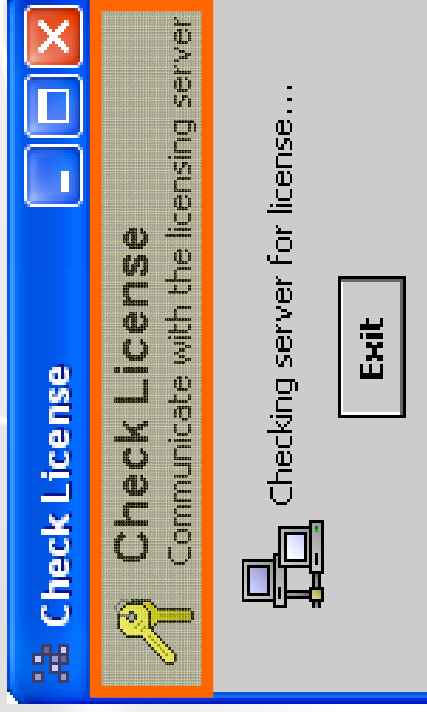 Check License
Check License
Communicate with the licensing server
Checking server for license...
Exit